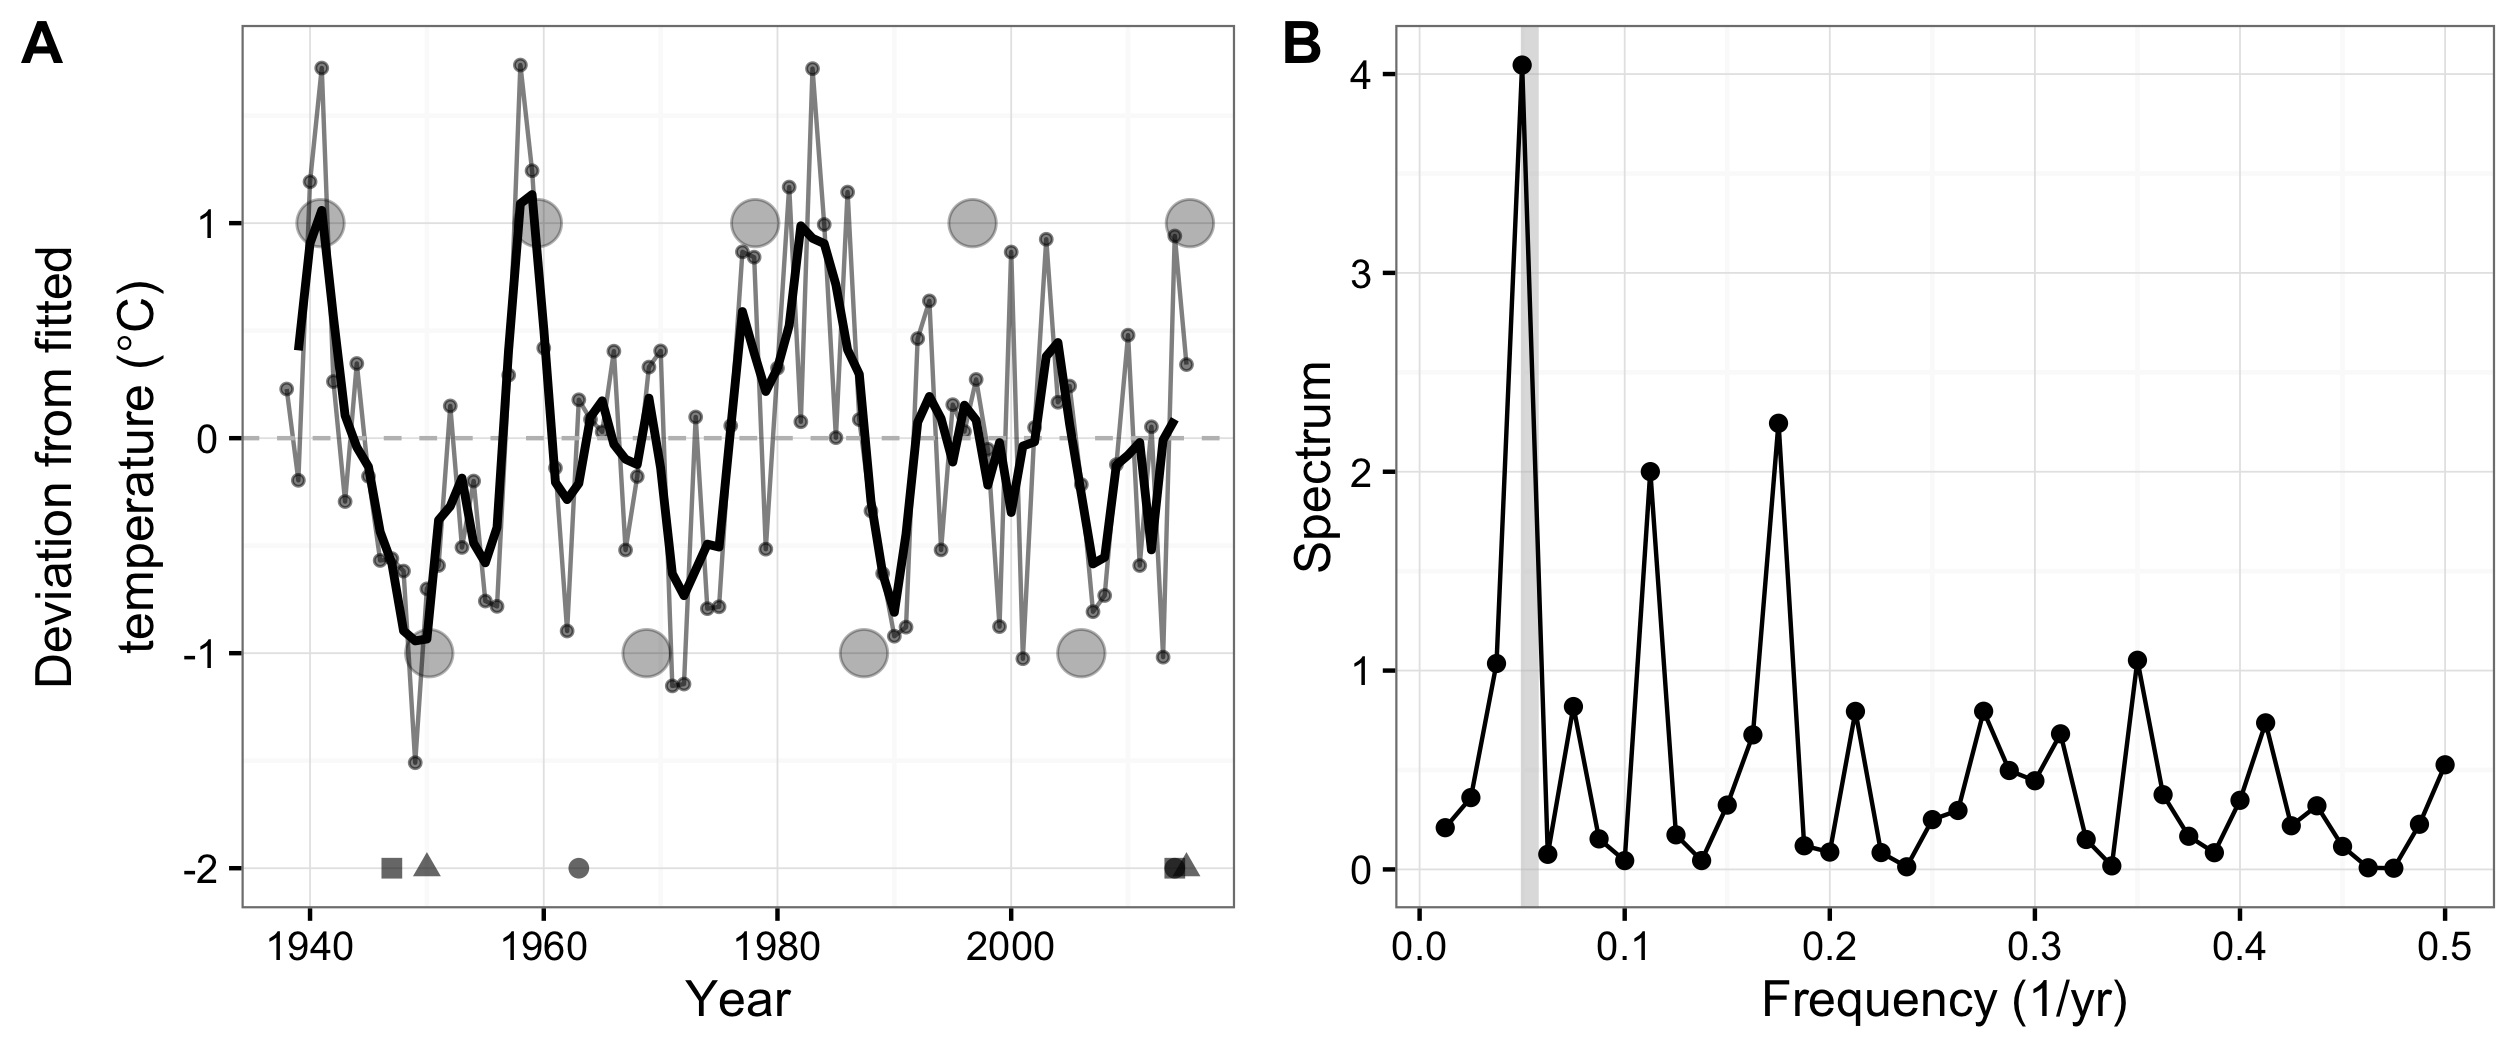 A
Deviation from fitted
temperature (°C)
1
0
-1
-2
1940 1960 1980 2000
Year
B
Spectrum
4
3
2
1
0
0.0 0.1 0.2 0.3 0.4 0.5
Frequency (1/yr)